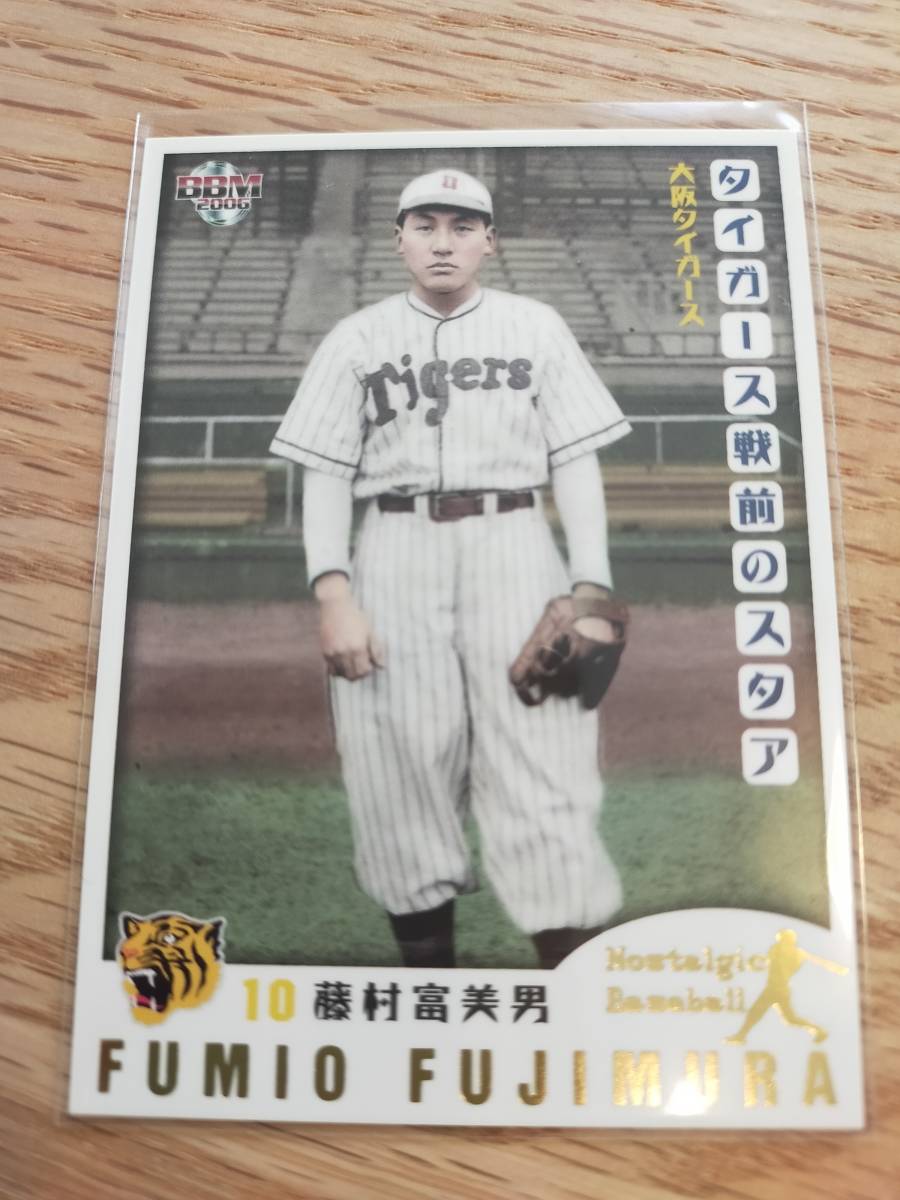 BBM
2006
大阪タイガース
タイガース戦前のスタア
Tigers
Nostalgic
Baseball
10 藤村富美男
FUMIO FUJIMURA